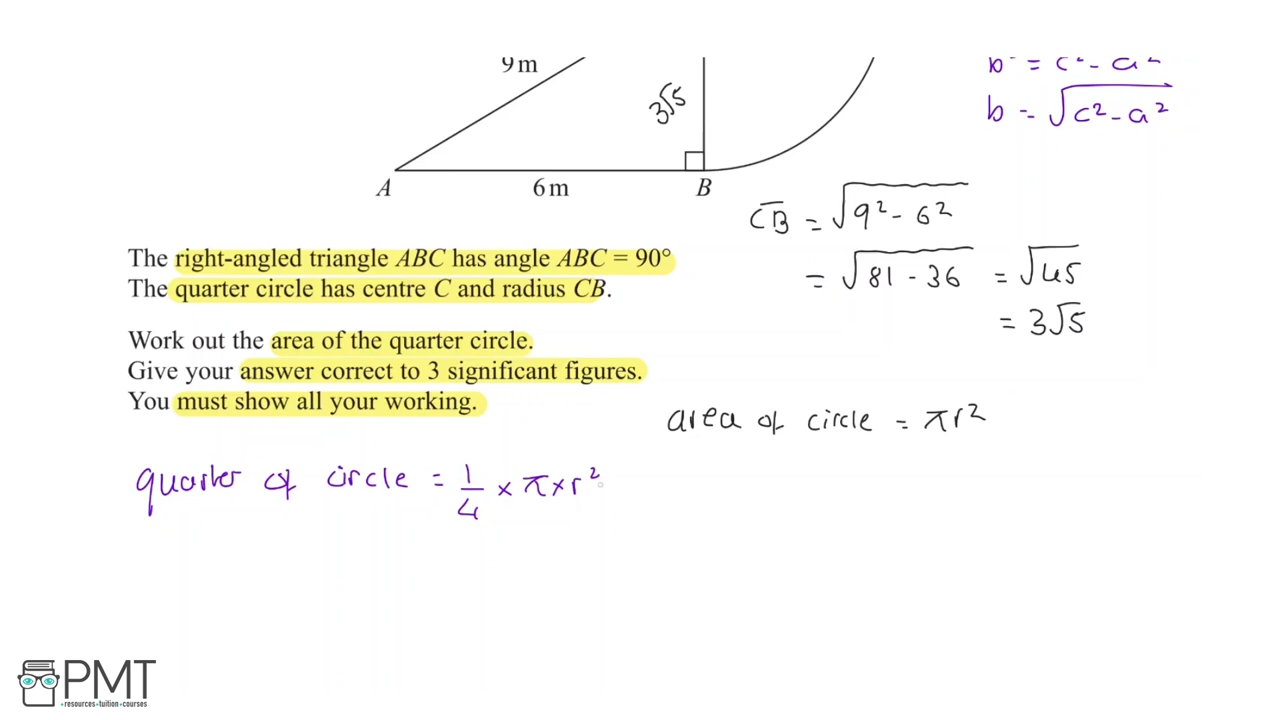 9 m
3√5
A
6 m
B
b² = c² - a²
b = √c² - a²
CB = √9² - 6²
= √81 - 36 = √45
= 3√5
The right-angled triangle ABC has angle ABC = 90°
The quarter circle has centre C and radius CB.
Work out the area of the quarter circle.
Give your answer correct to 3 significant figures.
You must show all your working.
area of circle = πr²
quarter of circle = 1/4 × π × r²
PMT
•resources•tuition•courses